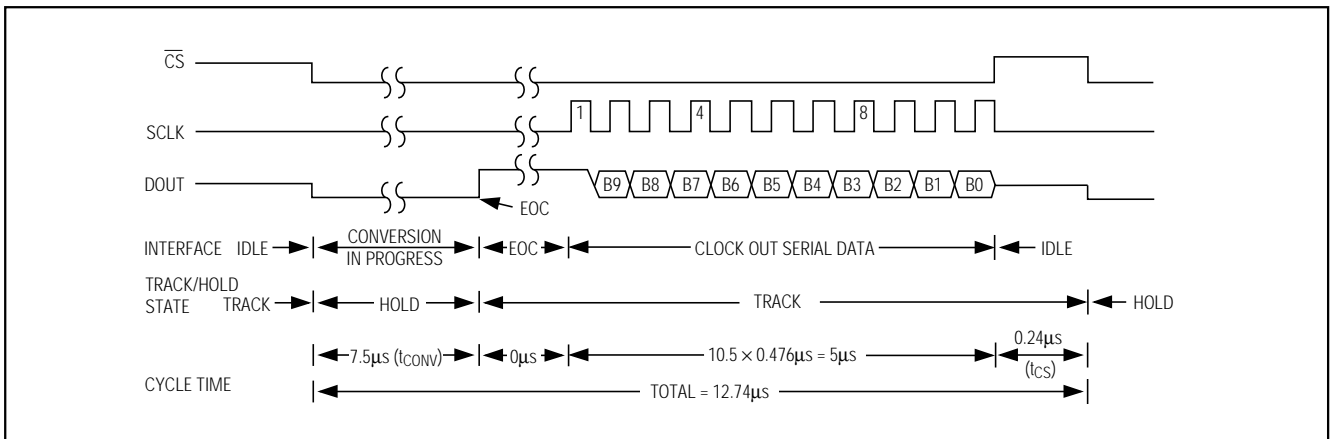 CS
1 4 8
SCLK
DOUT B9 B8 B7 B6 B5 B4 B3 B2 B1 B0
EOC
INTERFACE IDLE CONVERSION IN PROGRESS EOC CLOCK OUT SERIAL DATA IDLE
TRACK/HOLD
STATE TRACK HOLD TRACK HOLD
7.5µs (tCONV) 0µs 10.5 × 0.476µs = 5µs 0.24µs (tCS)
CYCLE TIME
TOTAL = 12.74µs